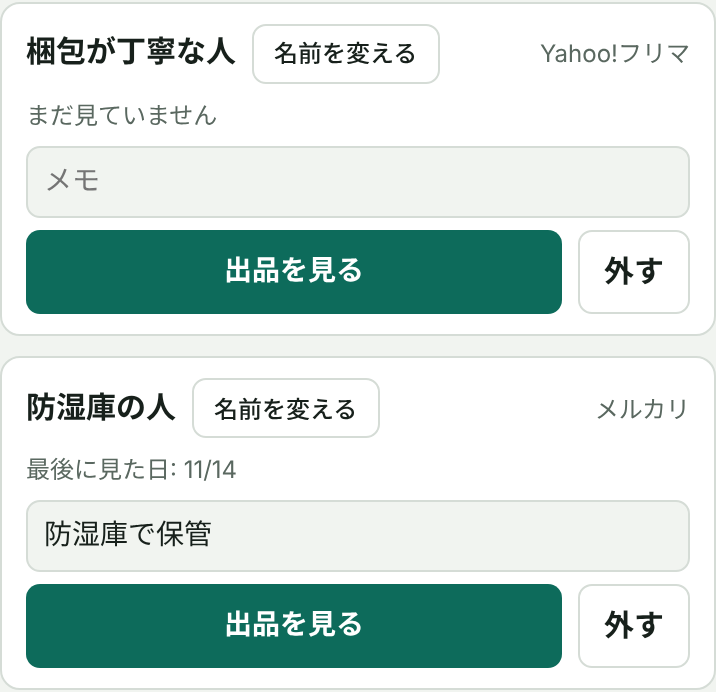 梱包が丁寧な人 名前を変える Yahoo!フリマ
まだ見ていません
メモ
出品を見る 外す
防湿庫の人 名前を変える メルカリ
最後に見た日: 11/14
防湿庫で保管
出品を見る 外す